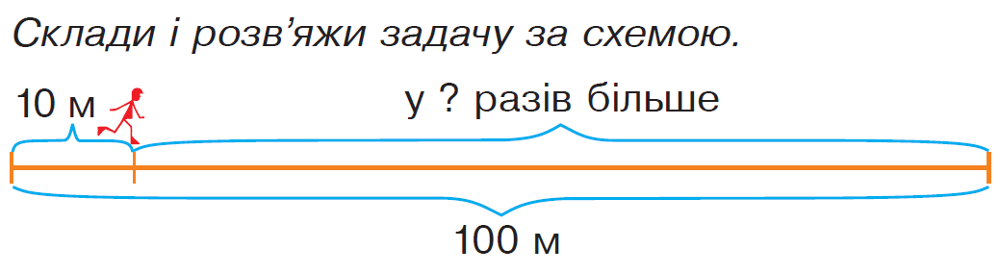 Склади і розв’яжи задачу за схемою.
10 м
у ? разів більше
100 м